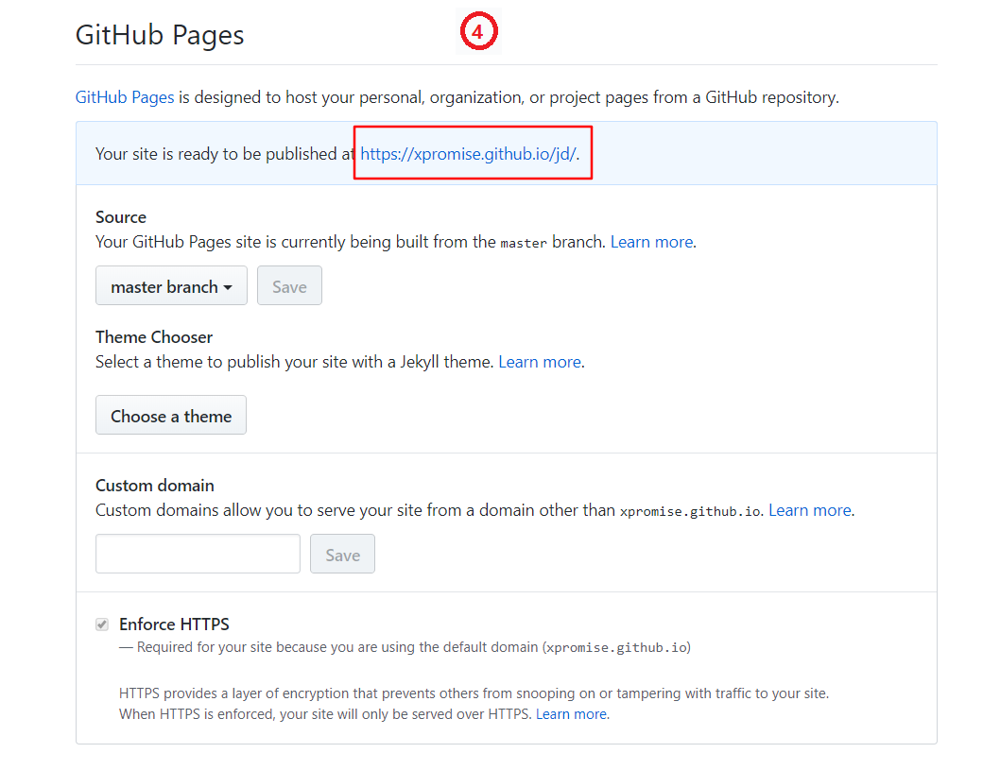 GitHub Pages
4
GitHub Pages is designed to host your personal, organization, or project pages from a GitHub repository.
Your site is ready to be published at https://xpromise.github.io/jd/.
Source
Your GitHub Pages site is currently being built from the master branch. Learn more.
master branch
Save
Theme Chooser
Select a theme to publish your site with a Jekyll theme. Learn more.
Choose a theme
Custom domain
Custom domains allow you to serve your site from a domain other than xpromise.github.io. Learn more.
Save
Enforce HTTPS
— Required for your site because you are using the default domain (xpromise.github.io)
HTTPS provides a layer of encryption that prevents others from snooping on or tampering with traffic to your site.
When HTTPS is enforced, your site will only be served over HTTPS. Learn more.